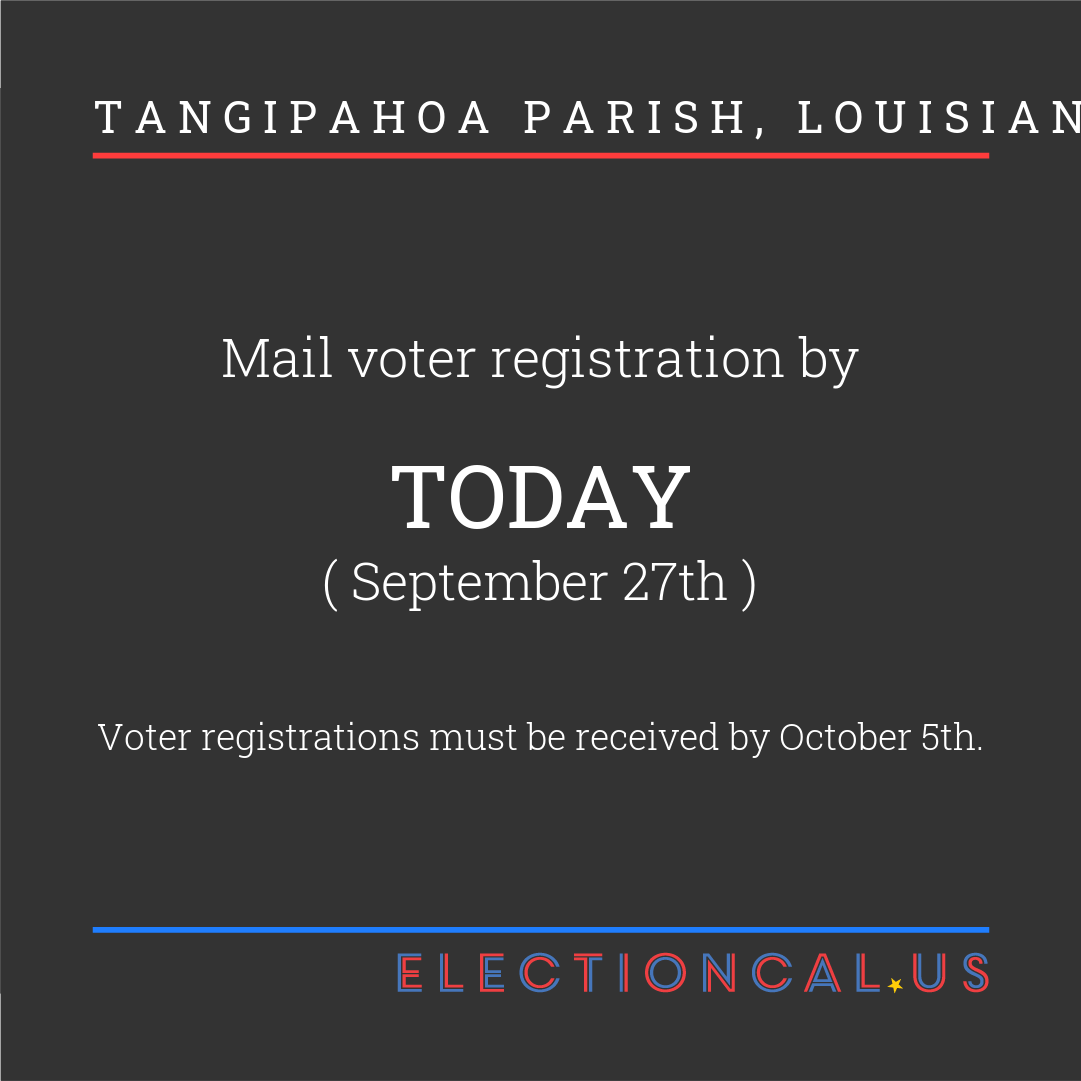 TANGIPAHOA PARISH, LOUISIAN
Mail voter registration by
TODAY
( September 27th )
Voter registrations must be received by October 5th.
ELECTIONCAL.US